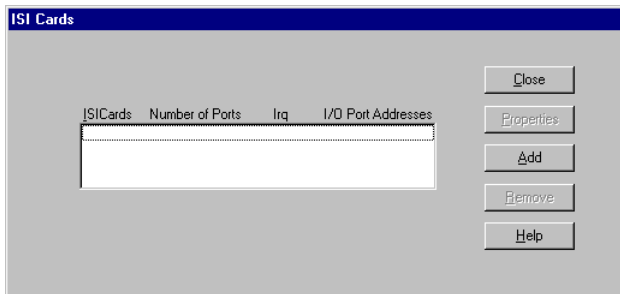 ISI Cards
Close
ISICards Number of Ports Irq I/O Port Addresses
Properties
Add
Remove
Help